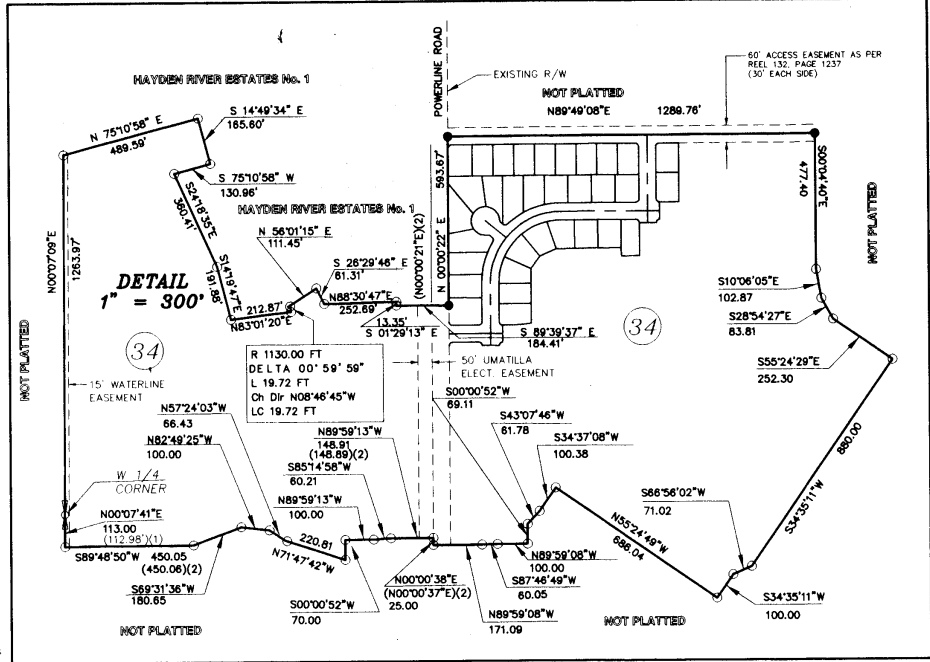 HAYDEN RIVER ESTATES No. 1
POWERLINE ROAD
EXISTING R/W
60' ACCESS EASEMENT AS PER
REEL 132, PAGE 1237
(30' EACH SIDE)
NOT PLATTED
N89°49'08"E 1289.76'
S 14°49'34" E
165.60'
N 75°10'58" E
489.59'
S 75°10'58" W
130.96'
S24°18'35"E
360.41'
HAYDEN RIVER ESTATES No. 1
N 56°01'15" E
111.45'
S 26°29'46" E
61.31'
(N00°00'21"E)(2)
N 00°00'22" E 593.67'
S00°04'40"E
477.40
NOT PLATTED
N00°07'09"E
1263.97'
DETAIL
1" = 300'
S14°19'47"E
191.88'
212.87'
N83°01'20"E
N88°30'47"E
252.69'
13.35'
S 01°29'13" E
S 89°39'37" E
184.41'
S10°06'05"E
102.87
S28°54'27"E
83.81
S55°24'29"E
252.30
34
34
NOT PLATTED
15' WATERLINE
EASEMENT
R 1130.00 FT
DELTA 00° 59' 59"
L 19.72 FT
Ch Dir N08°46'45"W
LC 19.72 FT
50' UMATILLA
ELECT. EASEMENT
S00°00'52"W
69.11
S43°07'46"W
61.78
S34°37'08"W
100.38
880.00
S34°35'11"W
N57°24'03"W
66.43
N82°49'25"W
100.00
N89°59'13"W
148.91
(148.89)(2)
S85°14'58"W
60.21
N89°59'13"W
100.00
W 1/4
CORNER
N00°07'41"E
113.00
(112.98')(1)
S89°48'50"W 450.05
(450.06)(2)
S69°31'36"W
180.65
220.81
N71°47'42"W
S00°00'52"W
70.00
N00°00'38"E
(N00°00'37"E)(2)
25.00
N89°59'08"W
171.09
S87°46'49"W
60.05
N89°59'08"W
100.00
N55°24'49"W
686.04
S66°56'02"W
71.02
S34°35'11"W
100.00
NOT PLATTED
NOT PLATTED